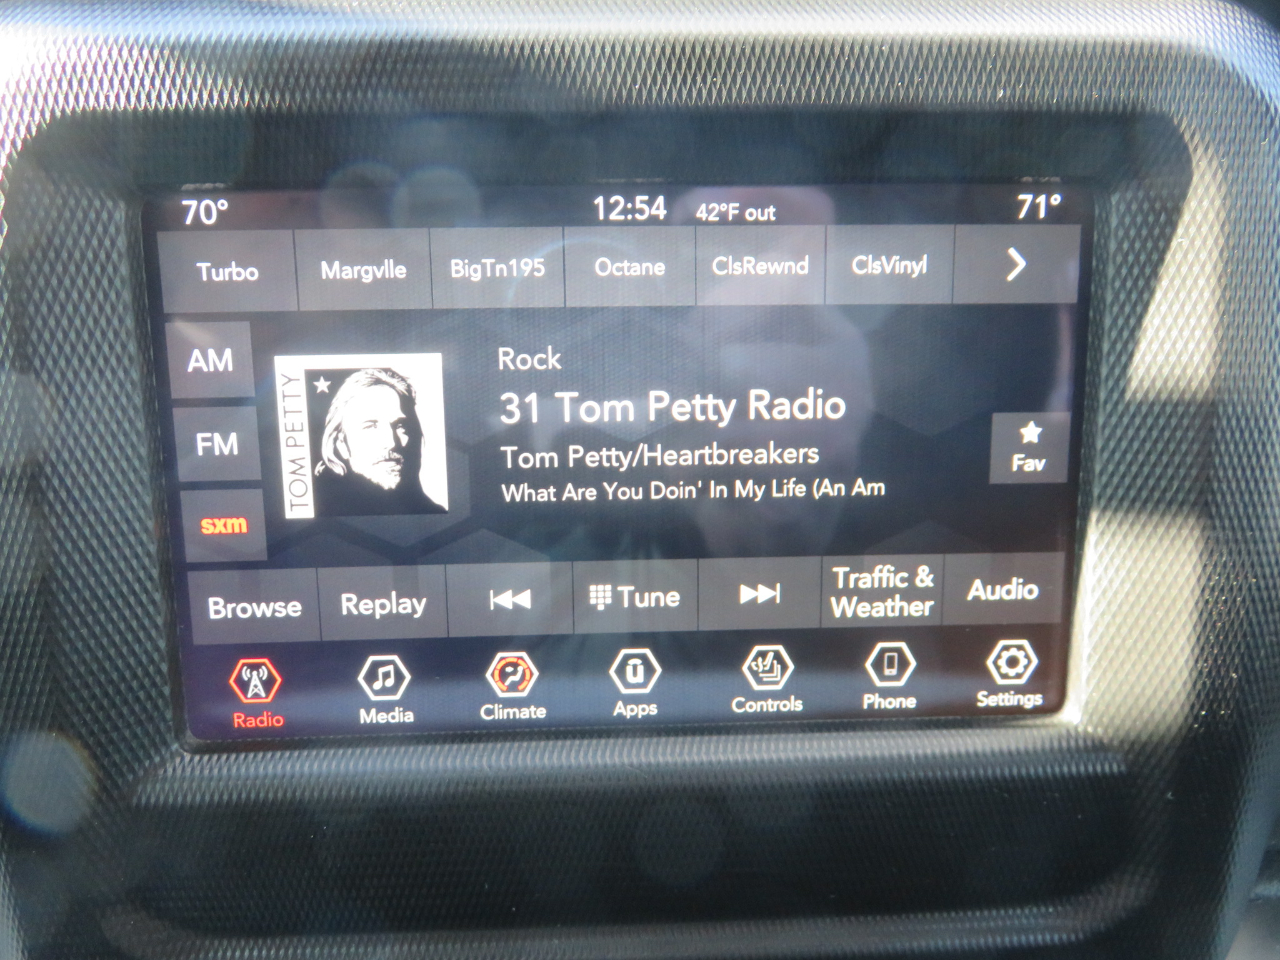 70° 12:54 42°F out 71°
Turbo Margvlle BigTn195 Octane ClsRewnd ClsVinyl
AM
FM
sxm
TOM PETTY
Rock
31 Tom Petty Radio
Tom Petty/Heartbreakers
What Are You Doin' In My Life (An Am
Fav
Browse Replay Tune Traffic & Weather Audio
Radio Media Climate Apps Controls Phone Settings